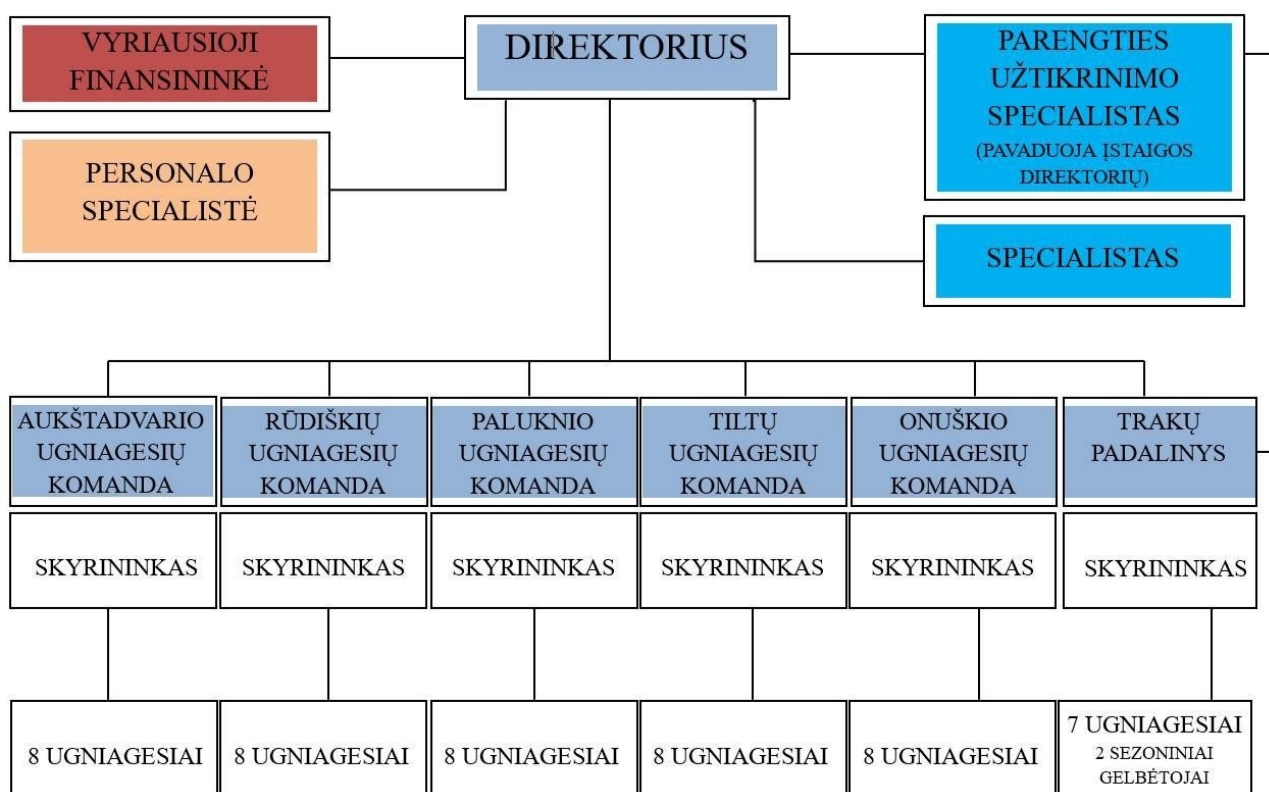 VYRIAUSIOJI
FINANSININKĖ
DIREKTORIUS
PARENGTIES
UŽTIKRINIMO
SPECIALISTAS
(PAVADUOJA ĮSTAIGOS
DIREKTORIŲ)
PERSONALO
SPECIALISTĖ
SPECIALISTAS
AUKŠTADVARIO
UGNIAGESIŲ
KOMANDA
RŪDIŠKIŲ
UGNIAGESIŲ
KOMANDA
PALUKNIO
UGNIAGESIŲ
KOMANDA
TILTŲ
UGNIAGESIŲ
KOMANDA
ONUŠKIO
UGNIAGESIŲ
KOMANDA
TRAKŲ
PADALINYS
SKYRININKAS
SKYRININKAS
SKYRININKAS
SKYRININKAS
SKYRININKAS
SKYRININKAS
8 UGNIAGESIAI
8 UGNIAGESIAI
8 UGNIAGESIAI
8 UGNIAGESIAI
8 UGNIAGESIAI
7 UGNIAGESIAI
2 SEZONINIAI
GELBĖTOJAI